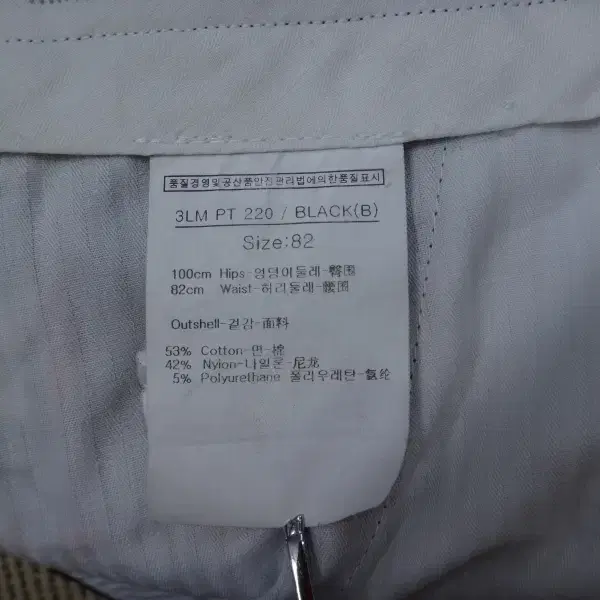 품질경영및공산품안전관리법에의한품질표시
3LM PT 220 / BLACK(B)
Size:82
100cm Hips-엉덩이둘레-臀围
82cm Waist-허리둘레-腰围
Outshell-겉감-面料
53% Cotton-면-棉
42% Nylon-나일론-尼龙
5% Polyurethane 폴리우레탄-氨纶